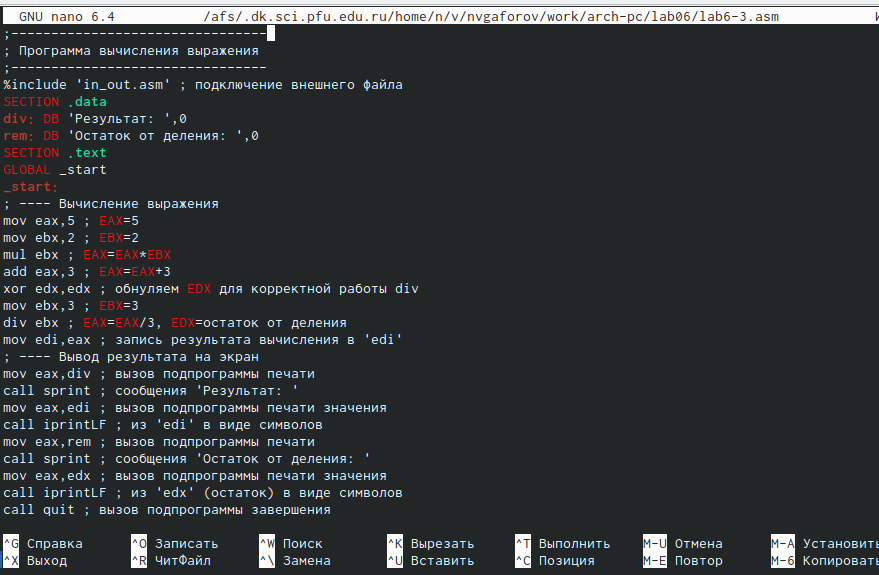 GNU nano 6.4 /afs/.dk.sci.pfu.edu.ru/home/n/v/nvgaforov/work/arch-pc/lab06/lab6-3.asm
;--------------------------------
; Программа вычисления выражения
;--------------------------------
%include 'in_out.asm' ; подключение внешнего файла
SECTION .data
div: DB 'Результат: ',0
rem: DB 'Остаток от деления: ',0
SECTION .text
GLOBAL _start
_start:
; ---- Вычисление выражения
mov eax,5 ; EAX=5
mov ebx,2 ; EBX=2
mul ebx ; EAX=EAX*EBX
add eax,3 ; EAX=EAX+3
xor edx,edx ; обнуляем EDX для корректной работы div
mov ebx,3 ; EBX=3
div ebx ; EAX=EAX/3, EDX=остаток от деления
mov edi,eax ; запись результата вычисления в 'edi'
; ---- Вывод результата на экран
mov eax,div ; вызов подпрограммы печати
call sprint ; сообщения 'Результат: '
mov eax,edi ; вызов подпрограммы печати значения
call iprintLF ; из 'edi' в виде символов
mov eax,rem ; вызов подпрограммы печати
call sprint ; сообщения 'Остаток от деления: '
mov eax,edx ; вызов подпрограммы печати значения
call iprintLF ; из 'edx' (остаток) в виде символов
call quit ; вызов подпрограммы завершения
^G Справка ^O Записать ^W Поиск ^K Вырезать ^T Выполнить M-U Отмена M-A Установить
^X Выход ^R ЧитФайл ^\ Замена ^U Вставить ^C Позиция M-E Повтор M-6 Копировать